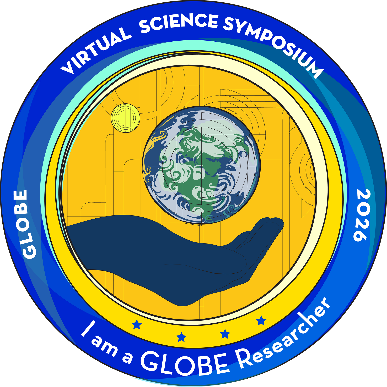 VIRTUAL SCIENCE SYMPOSIUM
GLOBE
2026
I am a GLOBE Researcher